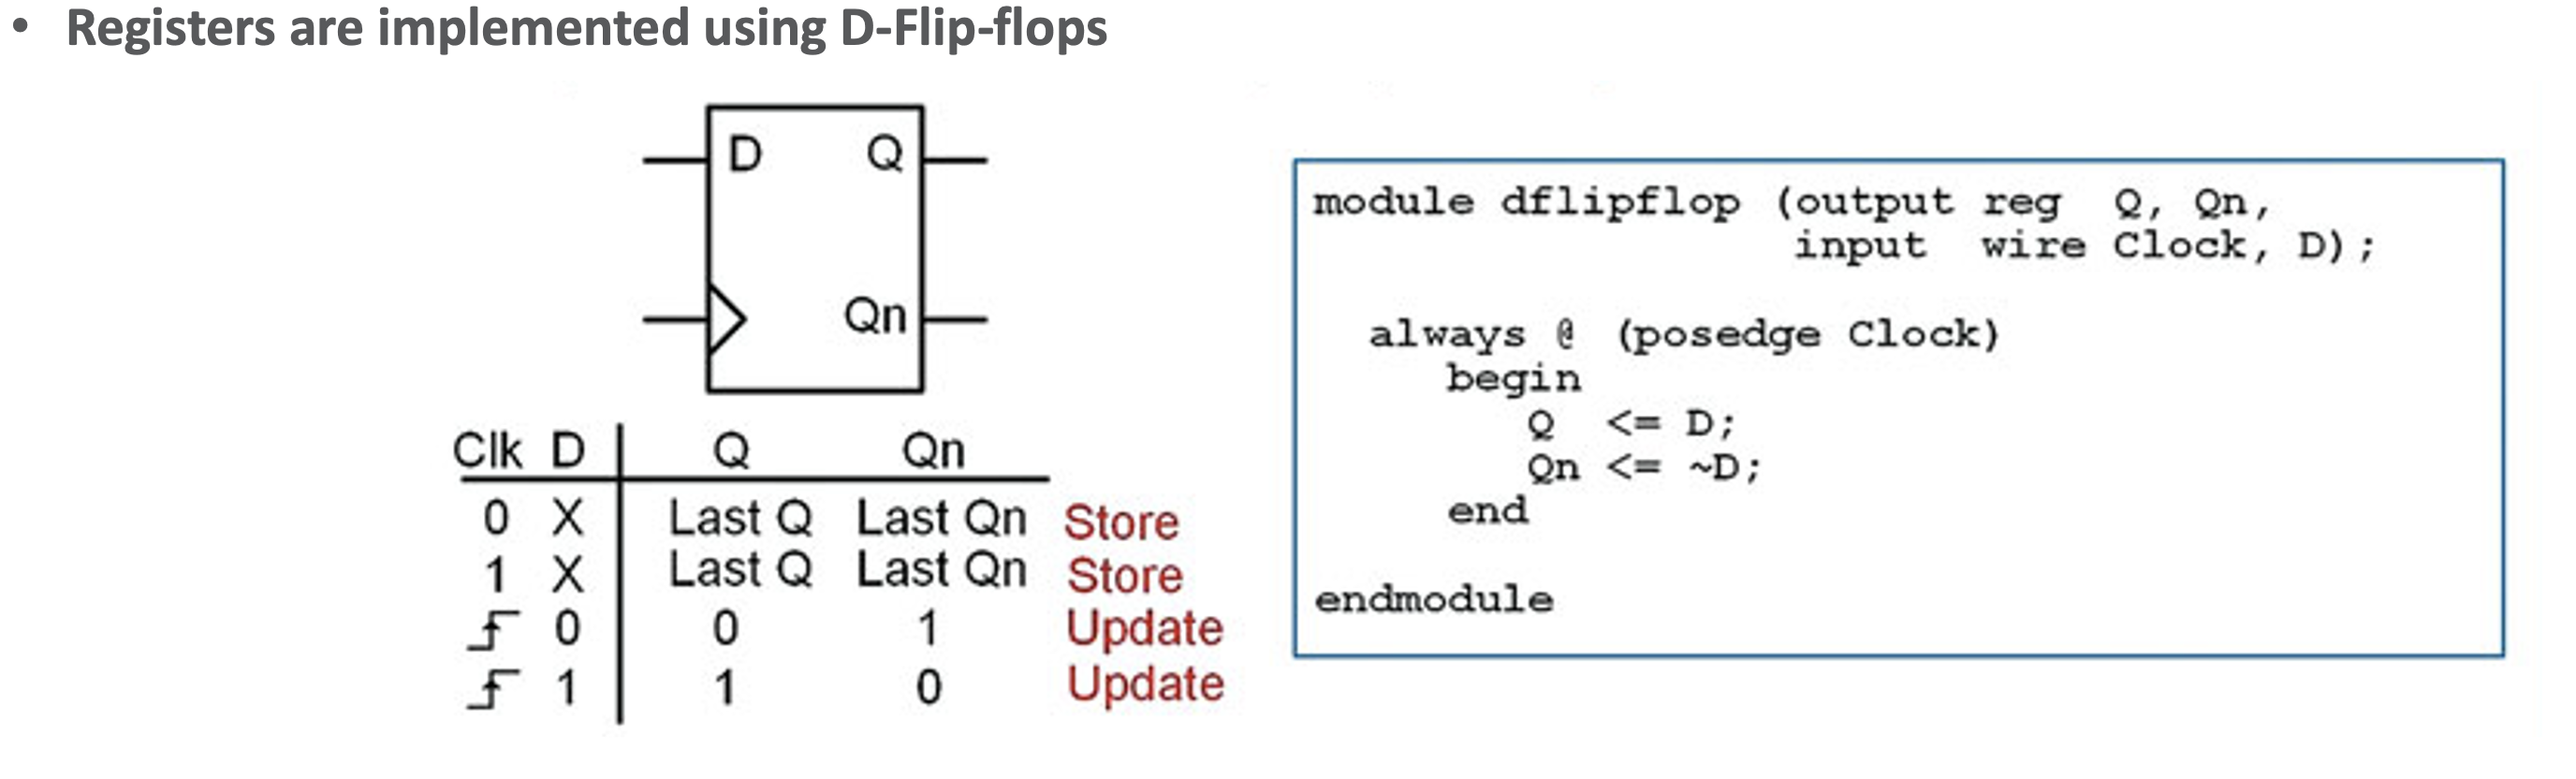 • Registers are implemented using D-Flip-flops
D Q
Qn
Clk D Q Qn
0 X Last Q Last Qn Store
1 X Last Q Last Qn Store
0 0 1 Update
1 1 0 Update
module dflipflop (output reg Q, Qn,
input wire Clock, D);
always @ (posedge Clock)
begin
Q <= D;
Qn <= ~D;
end
endmodule